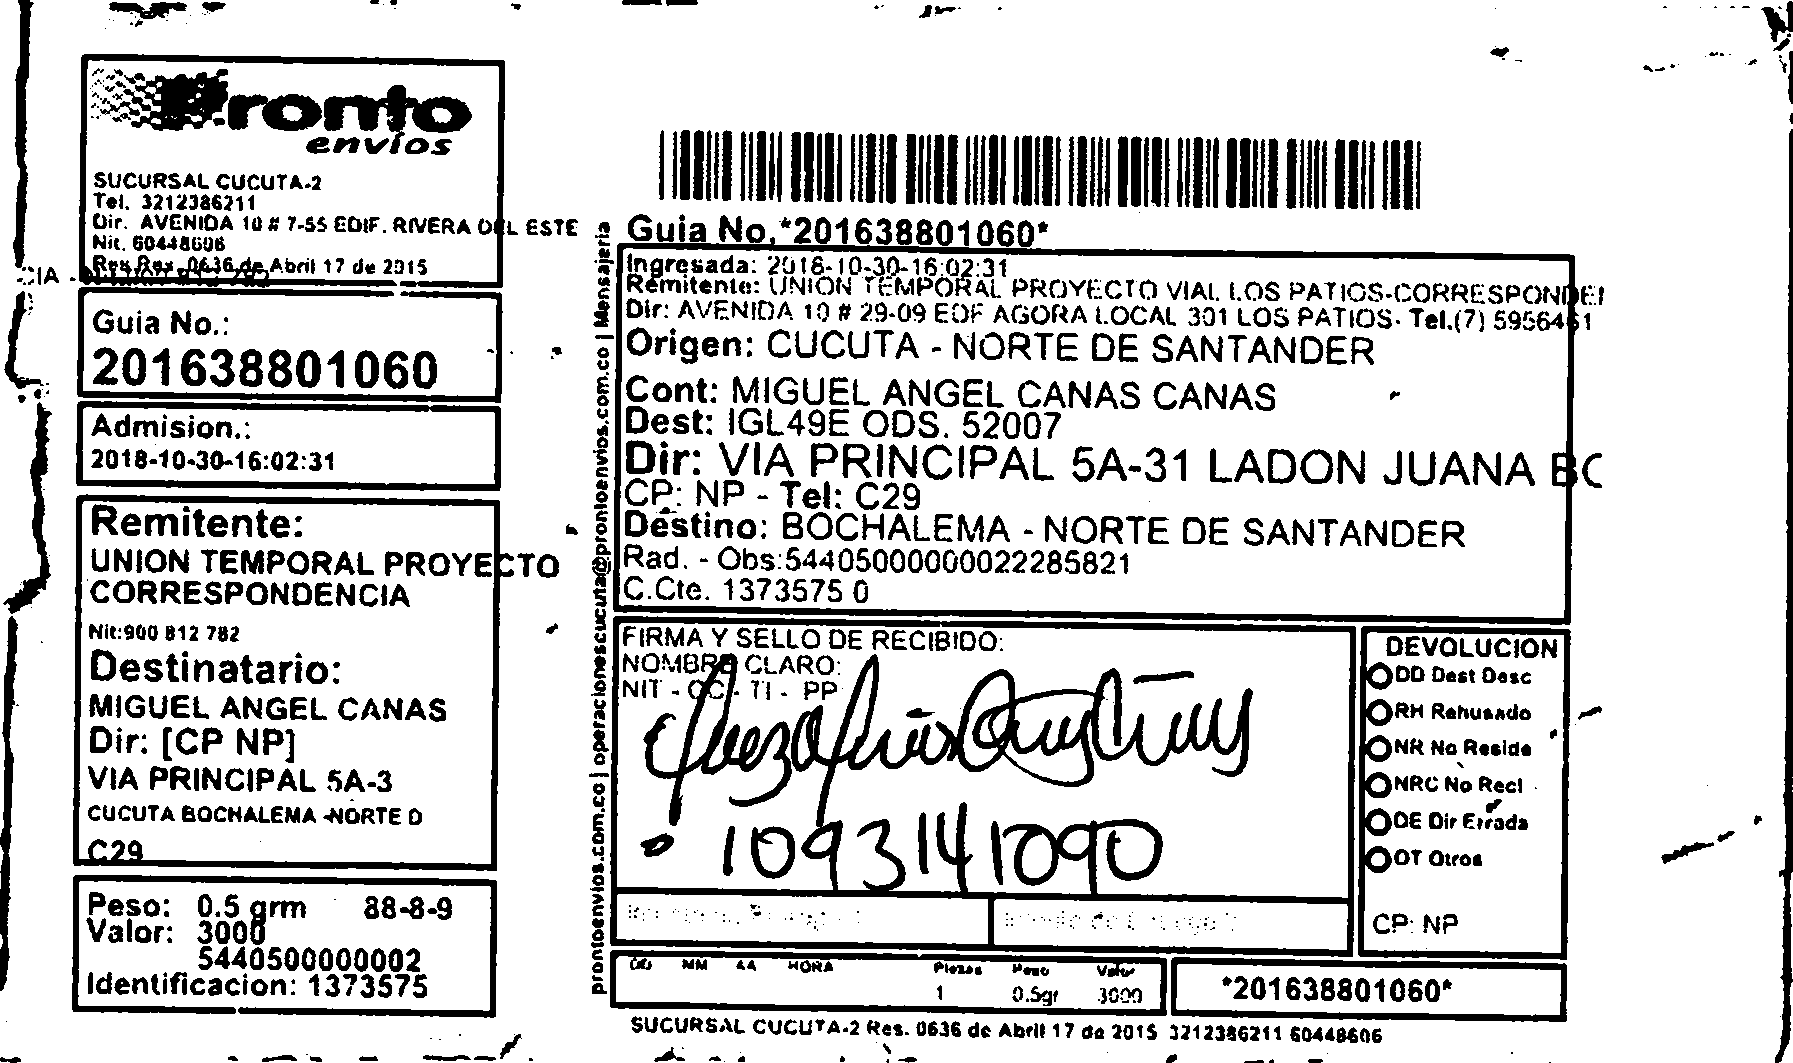 Pronto
envíos
SUCURSAL CUCUTA-2
Tel. 3212386211
Dir. AVENIDA 10 # 7-55 EDIF. RIVERA DEL ESTE
Nit. 60448606
Res Res. 0636 de Abril 17 de 2015
Guia No.:
201638801060
Admision.:
2018-10-30-16:02:31
Remitente:
UNION TEMPORAL PROYECTO
CORRESPONDENCIA
Nit:900 812 782
Destinatario:
MIGUEL ANGEL CANAS
Dir: [CP NP]
VIA PRINCIPAL 5A-3
CUCUTA BOCHALEMA -NORTE D
C29
Peso: 0.5 grm 88-8-9
Valor: 3000
5440500000002
Identificacion: 1373575
prontoenvios.com.co | operacionescucuta@prontoenvios.com.co | Mensajeria
Guia No.*201638801060*
Ingresada: 2018-10-30-16:02:31
Remitente: UNION TEMPORAL PROYECTO VIAL LOS PATIOS-CORRESPONDEI
Dir: AVENIDA 10 # 29-09 EDF AGORA LOCAL 301 LOS PATIOS- Tel.(7) 5956461
Origen: CUCUTA - NORTE DE SANTANDER
Cont: MIGUEL ANGEL CANAS CANAS
Dest: IGL49E ODS. 52007
Dir: VIA PRINCIPAL 5A-31 LADON JUANA BC
CP: NP - Tel: C29
Destino: BOCHALEMA - NORTE DE SANTANDER
Rad. - Obs:544050000000022285821
C.Cte. 1373575 0
FIRMA Y SELLO DE RECIBIDO:
NOMBRE CLARO:
NIT - CC - TI - PP
1093141090
DEVOLUCION
DD Dest Desc
RH Rehusado
NR No Reside
NRC No Recl
DE Dir Errada
OT Otros
CP: NP
DD MM AA HORA Piezas Peso Valor
1 0.5gr 3000
*201638801060*
SUCURSAL CUCUTA-2 Res. 0636 de Abril 17 de 2015 3212386211 60448606